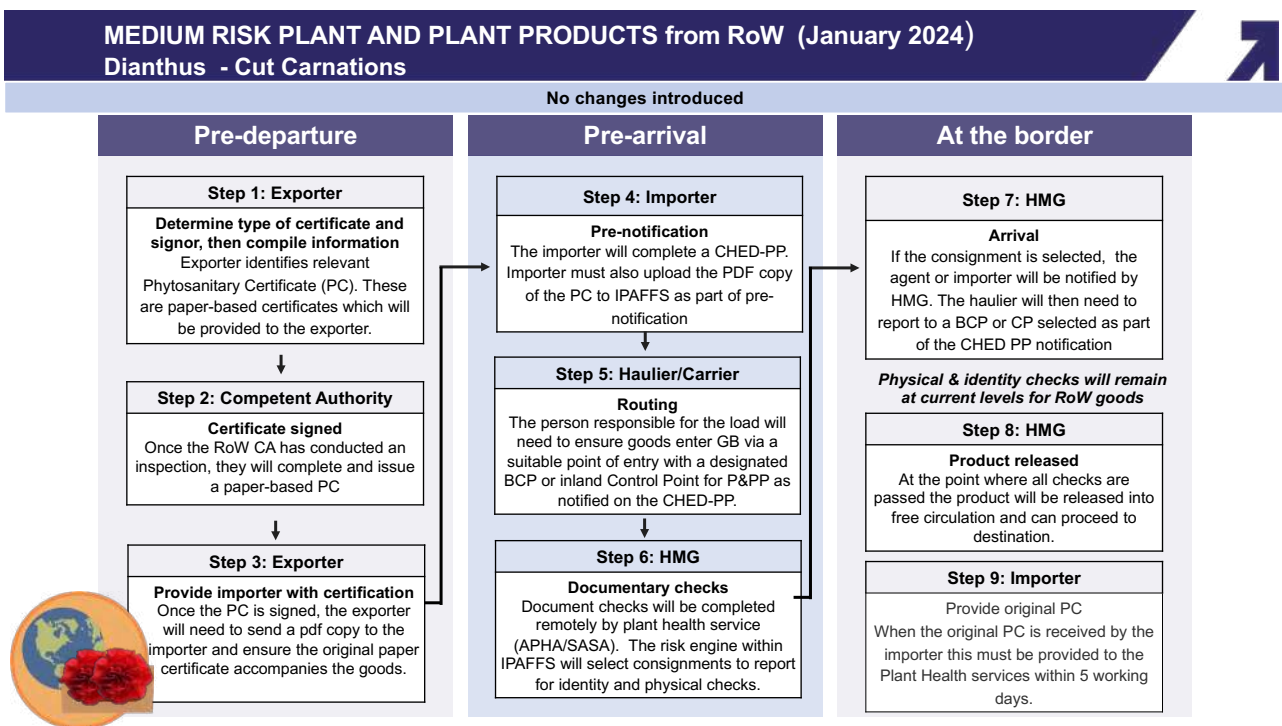 MEDIUM RISK PLANT AND PLANT PRODUCTS from RoW (January 2024)
Dianthus - Cut Carnations
No changes introduced
Pre-departure
Step 1: Exporter
Determine type of certificate and
signor, then compile information
Exporter identifies relevant
Phytosanitary Certificate (PC). These
are paper-based certificates which will
be provided to the exporter.
Step 2: Competent Authority
Certificate signed
Once the RoW CA has conducted an
inspection, they will complete and issue
a paper-based PC
Step 3: Exporter
Provide importer with certification
Once the PC is signed, the exporter
will need to send a pdf copy to the
importer and ensure the original paper
certificate accompanies the goods.
Pre-arrival
Step 4: Importer
Pre-notification
The importer will complete a CHED-PP.
Importer must also upload the PDF copy
of the PC to IPAFFS as part of pre-
notification
Step 5: Haulier/Carrier
Routing
The person responsible for the load will
need to ensure goods enter GB via a
suitable point of entry with a designated
BCP or inland Control Point for P&PP as
notified on the CHED-PP.
Step 6: HMG
Documentary checks
Document checks will be completed
remotely by plant health service
(APHA/SASA). The risk engine within
IPAFFS will select consignments to report
for identity and physical checks.
At the border
Step 7: HMG
Arrival
If the consignment is selected, the
agent or importer will be notified by
HMG. The haulier will then need to
report to a BCP or CP selected as part
of the CHED PP notification
Physical & identity checks will remain
at current levels for RoW goods
Step 8: HMG
Product released
At the point where all checks are
passed the product will be released into
free circulation and can proceed to
destination.
Step 9: Importer
Provide original PC
When the original PC is received by the
importer this must be provided to the
Plant Health services within 5 working
days.